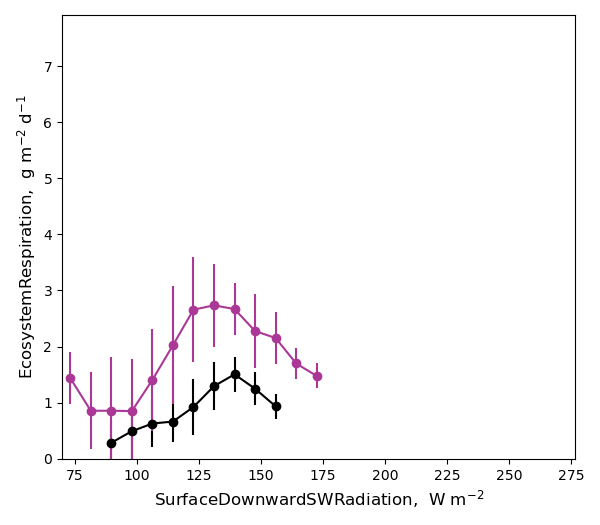 7
6
5
4
3
2
1
0
EcosystemRespiration,  g m⁻² d⁻¹
75 100 125 150 175 200 225 250 275
SurfaceDownwardSWRadiation,  W m⁻²